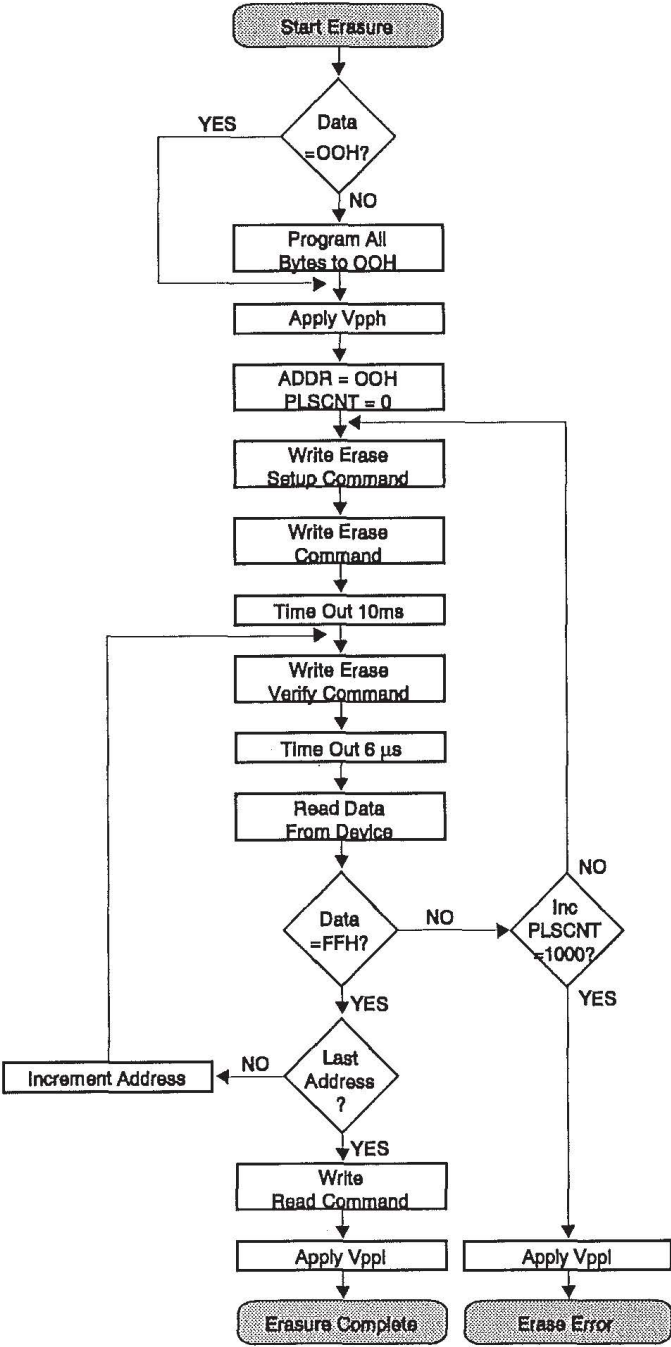 Start Erasure
Data
=OOH?
YES
NO
Program All
Bytes to OOH
Apply Vpph
ADDR = OOH
PLSCNT = 0
Write Erase
Setup Command
Write Erase
Command
Time Out 10ms
Write Erase
Verify Command
Time Out 6 µs
Read Data
From Device
Data
=FFH?
NO
YES
Inc
PLSCNT
=1000?
NO
YES
Last
Address
?
NO
Increment Address
YES
Write
Read Command
Apply Vppl
Apply Vppl
Erasure Complete
Erase Error